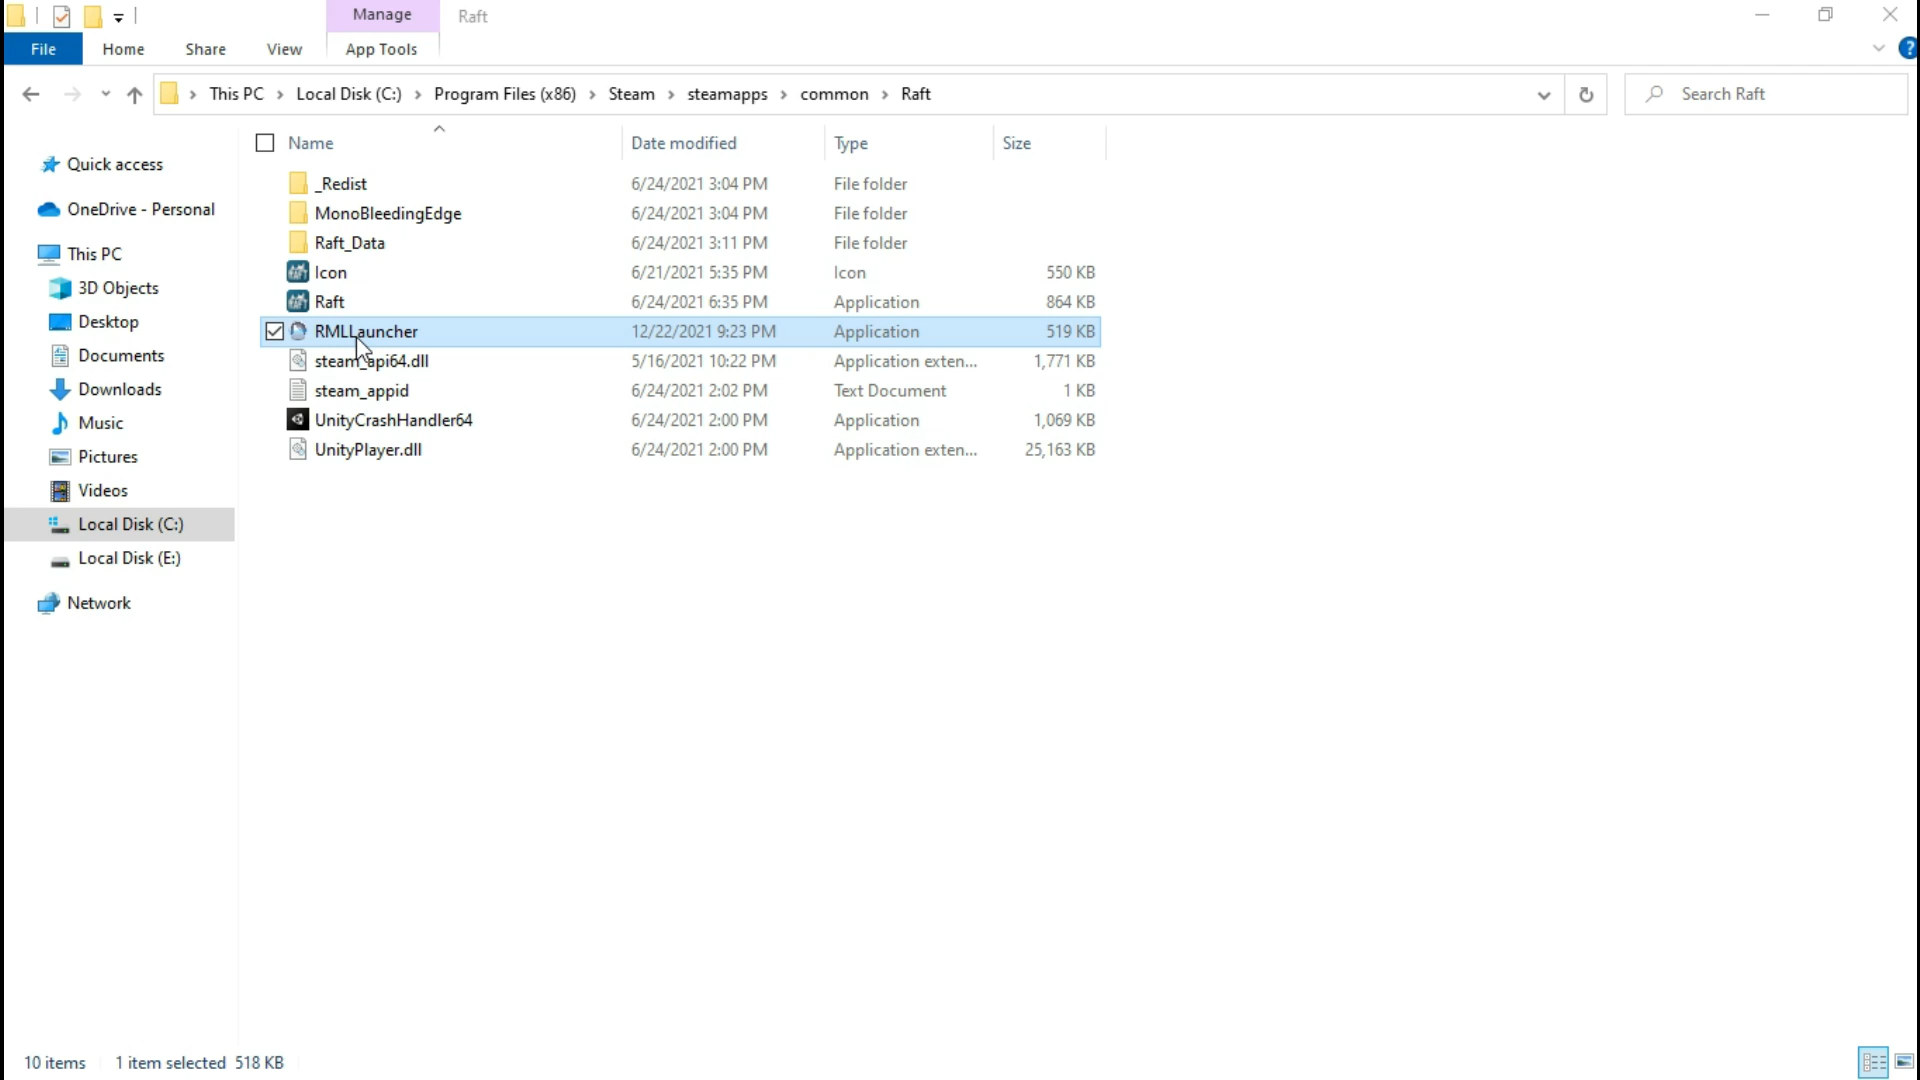 Manage
Raft
File
Home
Share
View
App Tools
This PC
Local Disk (C:)
Program Files (x86)
Steam
steamapps
common
Raft
Search Raft
Name
Date modified
Type
Size
Quick access
OneDrive - Personal
This PC
3D Objects
Desktop
Documents
Downloads
Music
Pictures
Videos
Local Disk (C:)
Local Disk (E:)
Network
_Redist 6/24/2021 3:04 PM File folder
MonoBleedingEdge 6/24/2021 3:04 PM File folder
Raft_Data 6/24/2021 3:11 PM File folder
Icon 6/21/2021 5:35 PM Icon 550 KB
Raft 6/24/2021 6:35 PM Application 864 KB
RMLLauncher 12/22/2021 9:23 PM Application 519 KB
steam_api64.dll 5/16/2021 10:22 PM Application exten... 1,771 KB
steam_appid 6/24/2021 2:02 PM Text Document 1 KB
UnityCrashHandler64 6/24/2021 2:00 PM Application 1,069 KB
UnityPlayer.dll 6/24/2021 2:00 PM Application exten... 25,163 KB
10 items 1 item selected 518 KB